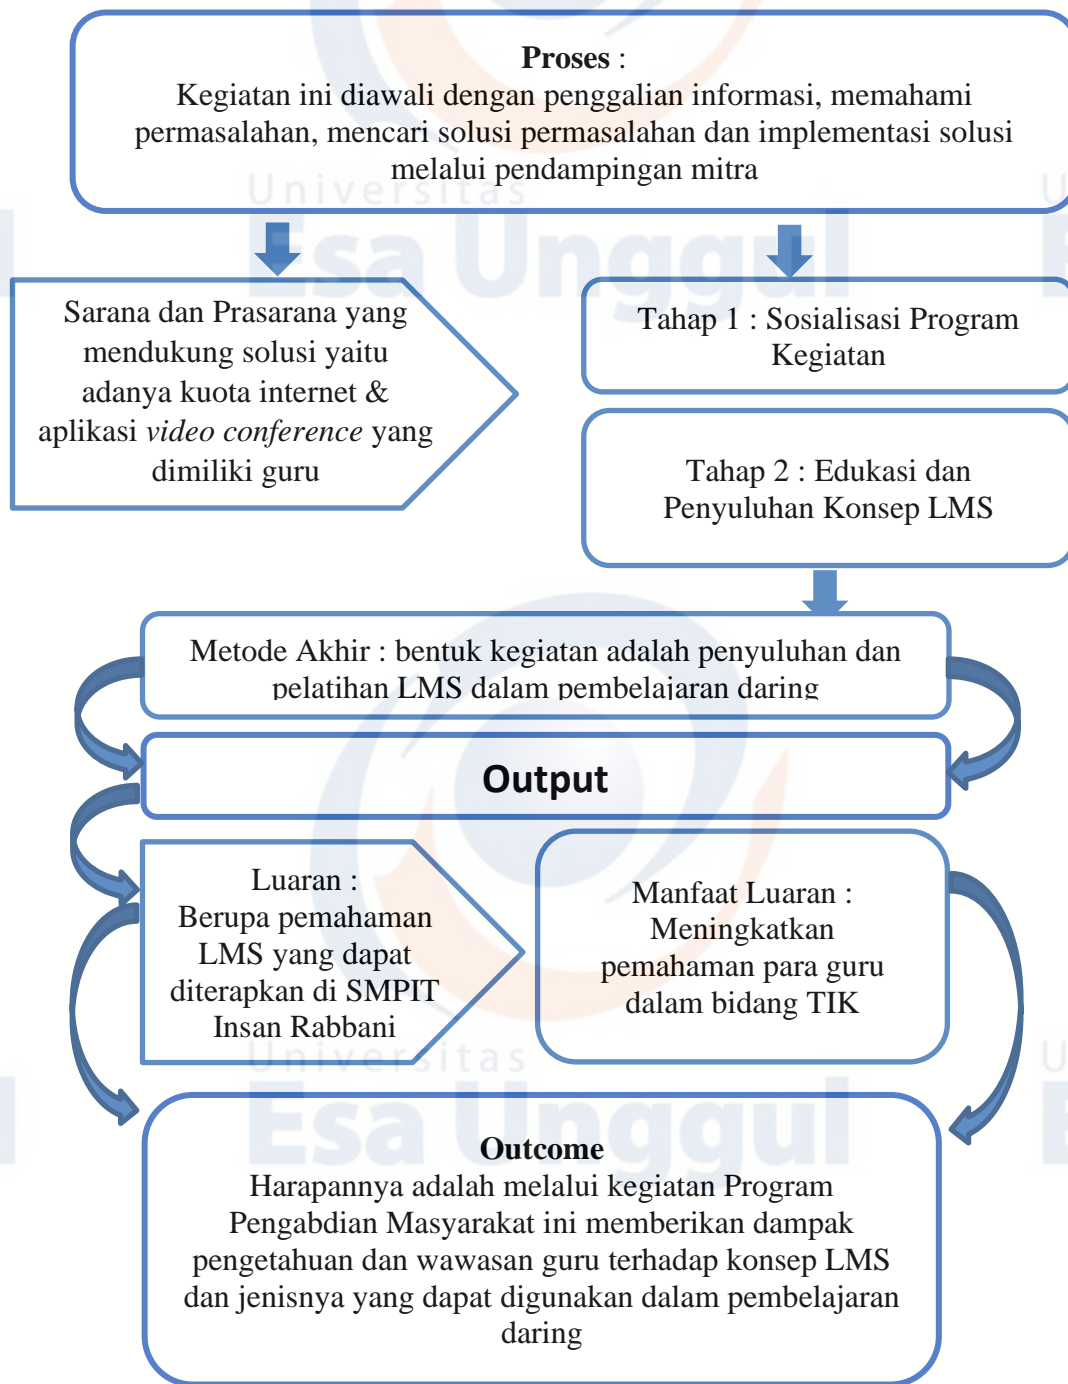 Proses :
Kegiatan ini diawali dengan penggalian informasi, memahami
permasalahan, mencari solusi permasalahan dan implementasi solusi
melalui pendampingan mitra
Universitas
Esa Unggul
Sarana dan Prasarana yang
mendukung solusi yaitu
adanya kuota internet &
aplikasi video conference yang
dimiliki guru
Tahap 1 : Sosialisasi Program
Kegiatan
Tahap 2 : Edukasi dan
Penyuluhan Konsep LMS
Metode Akhir : bentuk kegiatan adalah penyuluhan dan
pelatihan LMS dalam pembelajaran daring
Output
Luaran :
Berupa pemahaman
LMS yang dapat
diterapkan di SMPIT
Insan Rabbani
Manfaat Luaran :
Meningkatkan
pemahaman para guru
dalam bidang TIK
Universitas
Esa Unggul
Outcome
Harapannya adalah melalui kegiatan Program
Pengabdian Masyarakat ini memberikan dampak
pengetahuan dan wawasan guru terhadap konsep LMS
dan jenisnya yang dapat digunakan dalam pembelajaran
daring